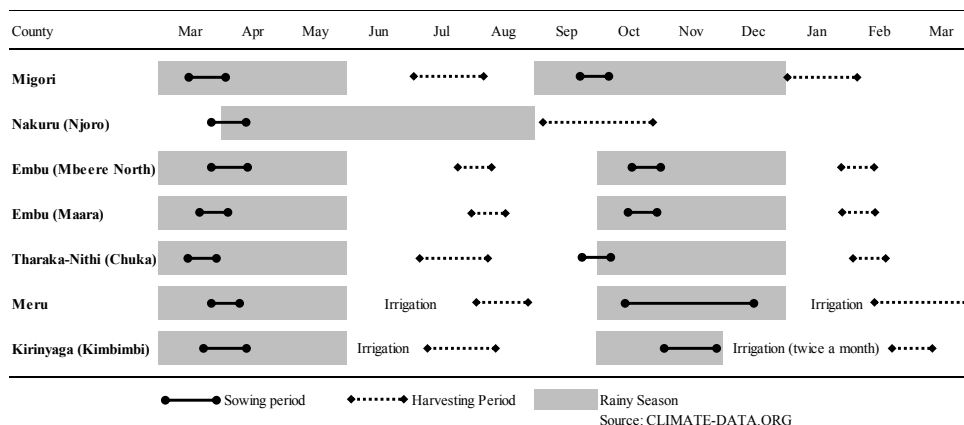 County Mar Apr May Jun Jul Aug Sep Oct Nov Dec Jan Feb Mar
Migori
Nakuru (Njoro)
Embu (Mbeere North)
Embu (Maara)
Tharaka-Nithi (Chuka)
Meru Irrigation Irrigation
Kirinyaga (Kimbimbi) Irrigation Irrigation (twice a month)
Sowing period Harvesting Period Rainy Season
Source: CLIMATE-DATA.ORG